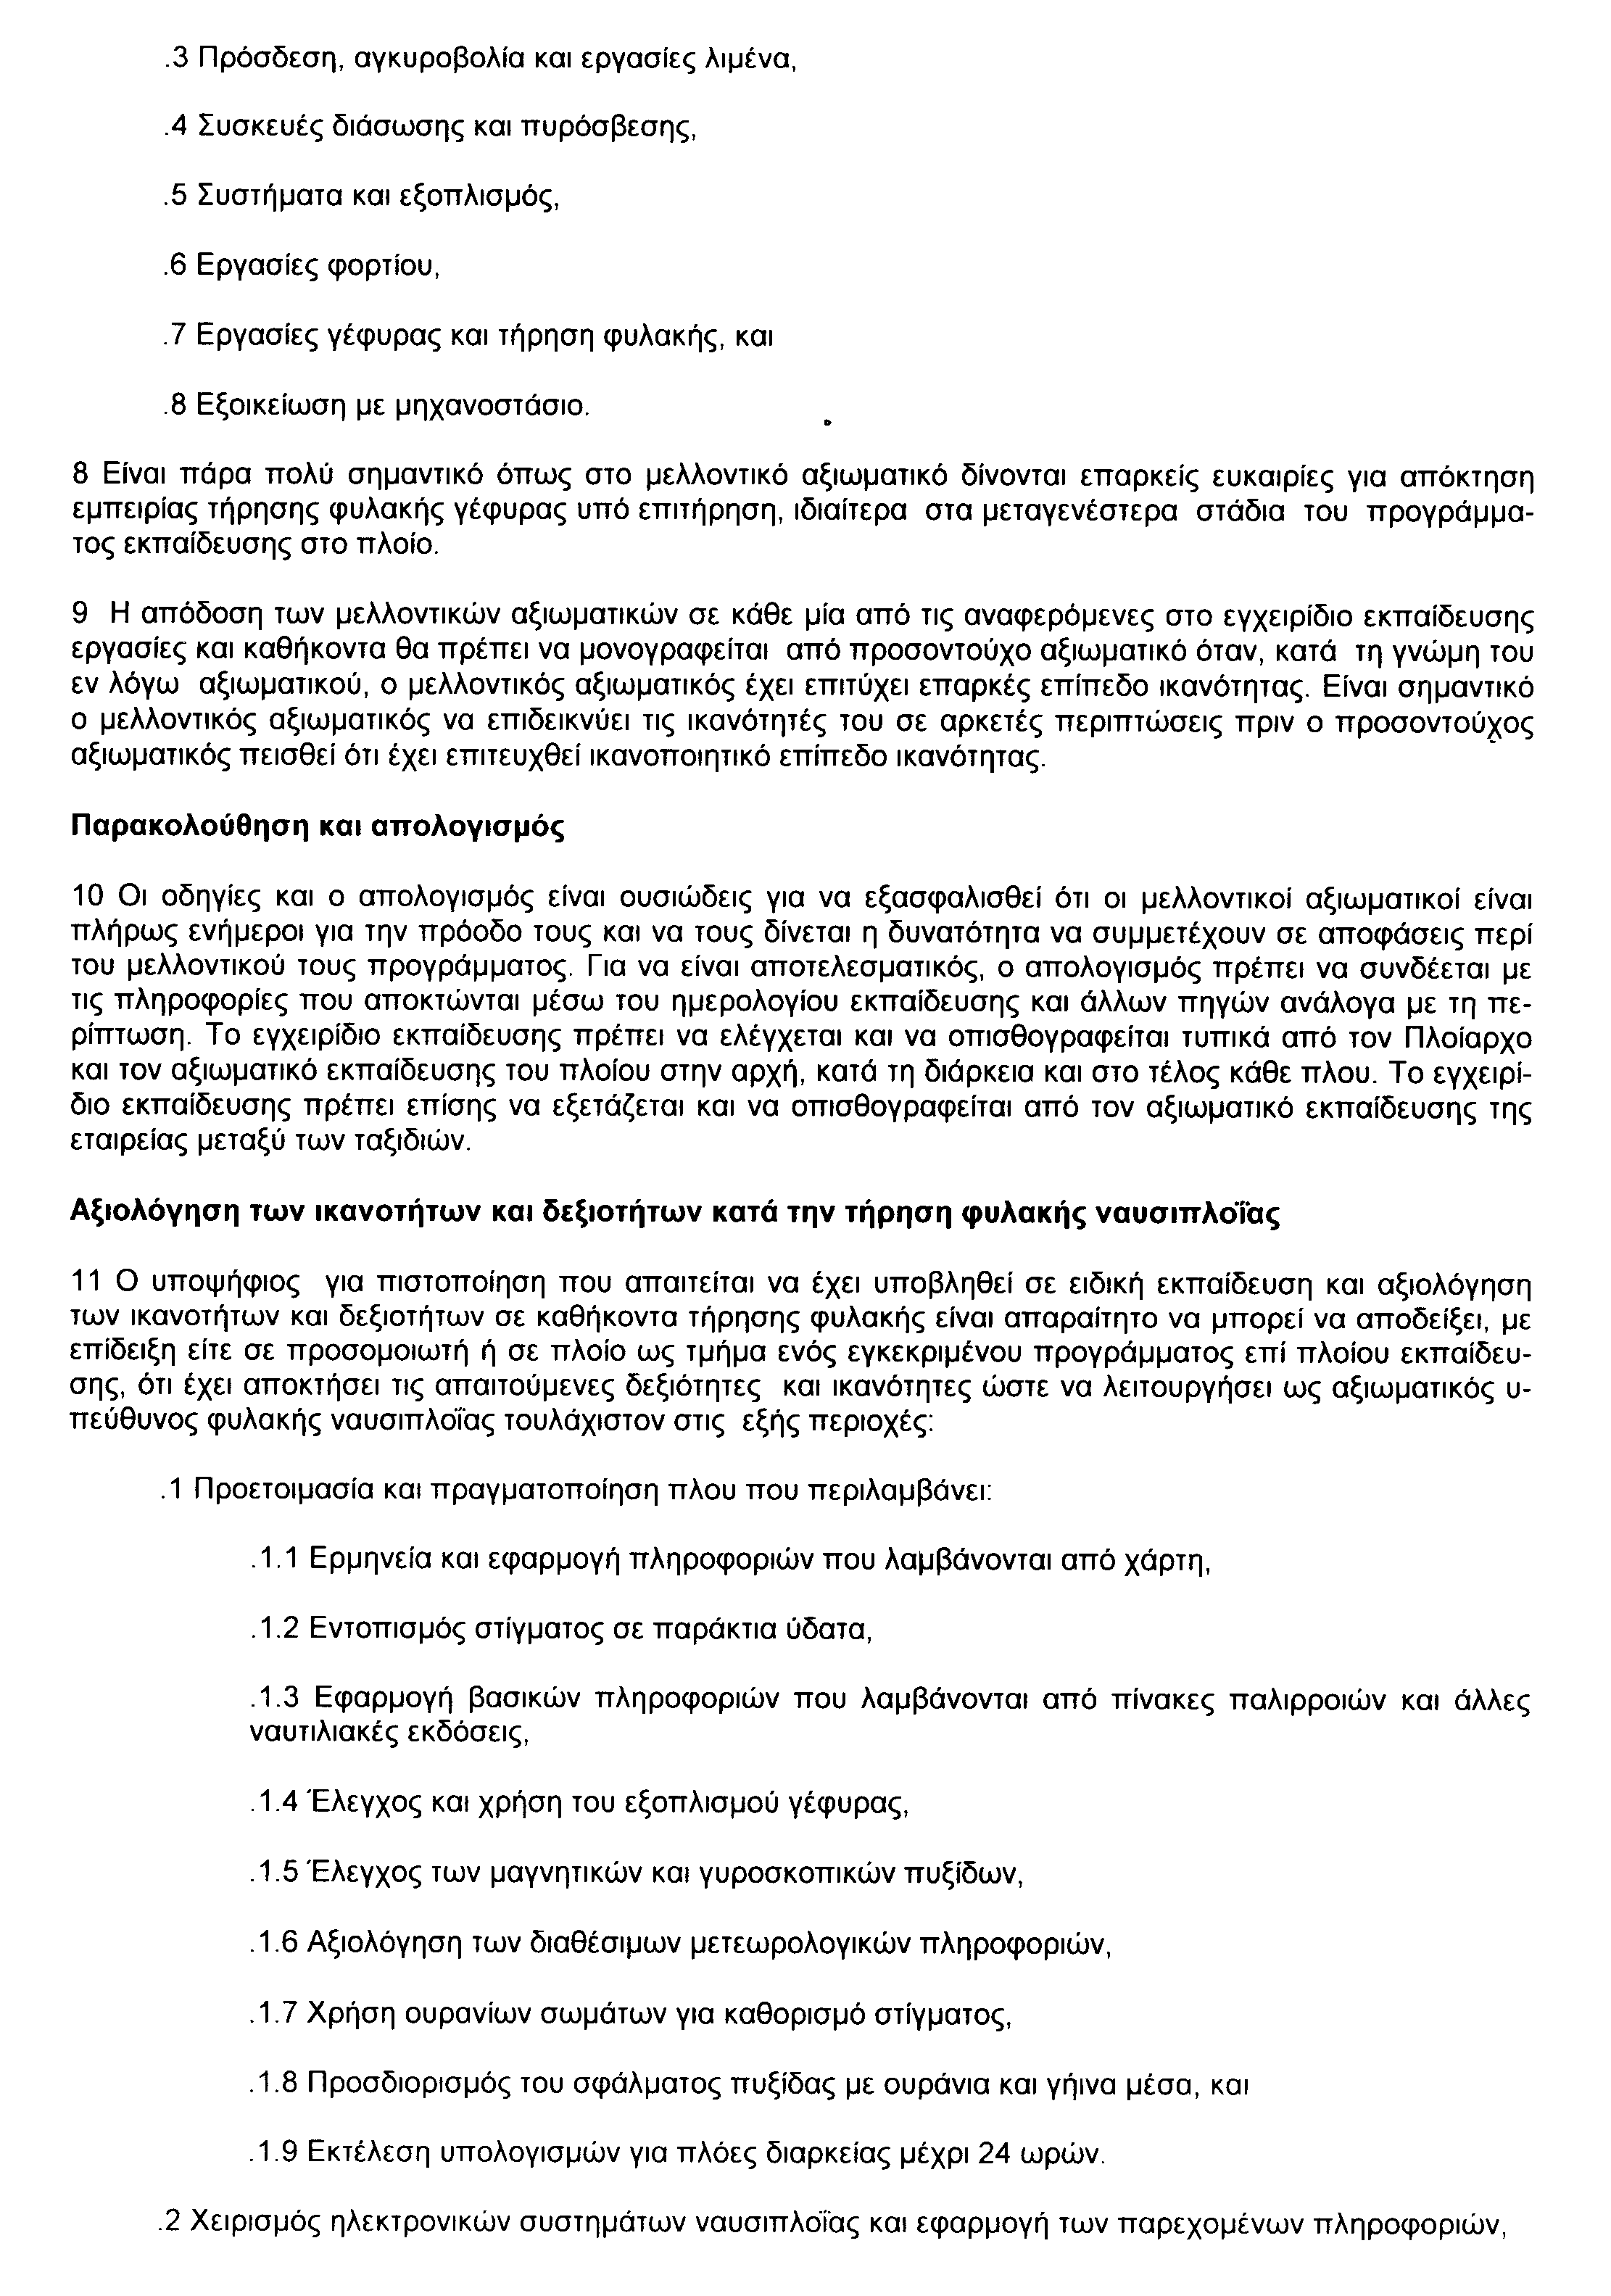 .3 Πρόσδεση, αγκυροβολία και εργασίες λιμένα,
.4 Συσκευές διάσωσης και πυρόσβεσης,
.5 Συστήματα και εξοπλισμός,
.6 Εργασίες φορτίου,
.7 Εργασίες γέφυρας και τήρηση φυλακής, και
.8 Εξοικείωση με μηχανοστάσιο.
8 Είναι πάρα πολύ σημαντικό όπως στο μελλοντικό αξιωματικό δίνονται επαρκείς ευκαιρίες για απόκτηση
εμπειρίας τήρησης φυλακής γέφυρας υπό επιτήρηση, ιδιαίτερα στα μεταγενέστερα στάδια του προγράμμα-
τος εκπαίδευσης στο πλοίο.
9 Η απόδοση των μελλοντικών αξιωματικών σε κάθε μία από τις αναφερόμενες στο εγχειρίδιο εκπαίδευσης
εργασίες και καθήκοντα θα πρέπει να μονογραφείται από προσοντούχο αξιωματικό όταν, κατά τη γνώμη του
εν λόγω αξιωματικού, ο μελλοντικός αξιωματικός έχει επιτύχει επαρκές επίπεδο ικανότητας. Είναι σημαντικό
ο μελλοντικός αξιωματικός να επιδεικνύει τις ικανότητές του σε αρκετές περιπτώσεις πριν ο προσοντούχος
αξιωματικός πεισθεί ότι έχει επιτευχθεί ικανοποιητικό επίπεδο ικανότητας.
Παρακολούθηση και απολογισμός
10 Οι οδηγίες και ο απολογισμός είναι ουσιώδεις για να εξασφαλισθεί ότι οι μελλοντικοί αξιωματικοί είναι
πλήρως ενήμεροι για την πρόοδο τους και να τους δίνεται η δυνατότητα να συμμετέχουν σε αποφάσεις περί
του μελλοντικού τους προγράμματος. Για να είναι αποτελεσματικός, ο απολογισμός πρέπει να συνδέεται με
τις πληροφορίες που αποκτώνται μέσω του ημερολογίου εκπαίδευσης και άλλων πηγών ανάλογα με τη πε-
ρίπτωση. Το εγχειρίδιο εκπαίδευσης πρέπει να ελέγχεται και να οπισθογραφείται τυπικά από τον Πλοίαρχο
και τον αξιωματικό εκπαίδευσης του πλοίου στην αρχή, κατά τη διάρκεια και στο τέλος κάθε πλου. Το εγχειρί-
διο εκπαίδευσης πρέπει επίσης να εξετάζεται και να οπισθογραφείται από τον αξιωματικό εκπαίδευσης της
εταιρείας μεταξύ των ταξιδιών.
Αξιολόγηση των ικανοτήτων και δεξιοτήτων κατά την τήρηση φυλακής ναυσιπλοΐας
11 Ο υποψήφιος για πιστοποίηση που απαιτείται να έχει υποβληθεί σε ειδική εκπαίδευση και αξιολόγηση
των ικανοτήτων και δεξιοτήτων σε καθήκοντα τήρησης φυλακής είναι απαραίτητο να μπορεί να αποδείξει, με
επίδειξη είτε σε προσομοιωτή ή σε πλοίο ως τμήμα ενός εγκεκριμένου προγράμματος επί πλοίου εκπαίδευ-
σης, ότι έχει αποκτήσει τις απαιτούμενες δεξιότητες και ικανότητες ώστε να λειτουργήσει ως αξιωματικός υ-
πεύθυνος φυλακής ναυσιπλοΐας τουλάχιστον στις εξής περιοχές:
.1 Προετοιμασία και πραγματοποίηση πλου που περιλαμβάνει:
.1.1 Ερμηνεία και εφαρμογή πληροφοριών που λαμβάνονται από χάρτη,
.1.2 Εντοπισμός στίγματος σε παράκτια ύδατα,
.1.3 Εφαρμογή βασικών πληροφοριών που λαμβάνονται από πίνακες παλιρροιών και άλλες
ναυτιλιακές εκδόσεις,
.1.4 Έλεγχος και χρήση του εξοπλισμού γέφυρας,
.1.5 Έλεγχος των μαγνητικών και γυροσκοπικών πυξίδων,
.1.6 Αξιολόγηση των διαθέσιμων μετεωρολογικών πληροφοριών,
.1.7 Χρήση ουρανίων σωμάτων για καθορισμό στίγματος,
.1.8 Προσδιορισμός του σφάλματος πυξίδας με ουράνια και γήινα μέσα, και
.1.9 Εκτέλεση υπολογισμών για πλόες διαρκείας μέχρι 24 ωρών.
.2 Χειρισμός ηλεκτρονικών συστημάτων ναυσιπλοΐας και εφαρμογή των παρεχομένων πληροφοριών,